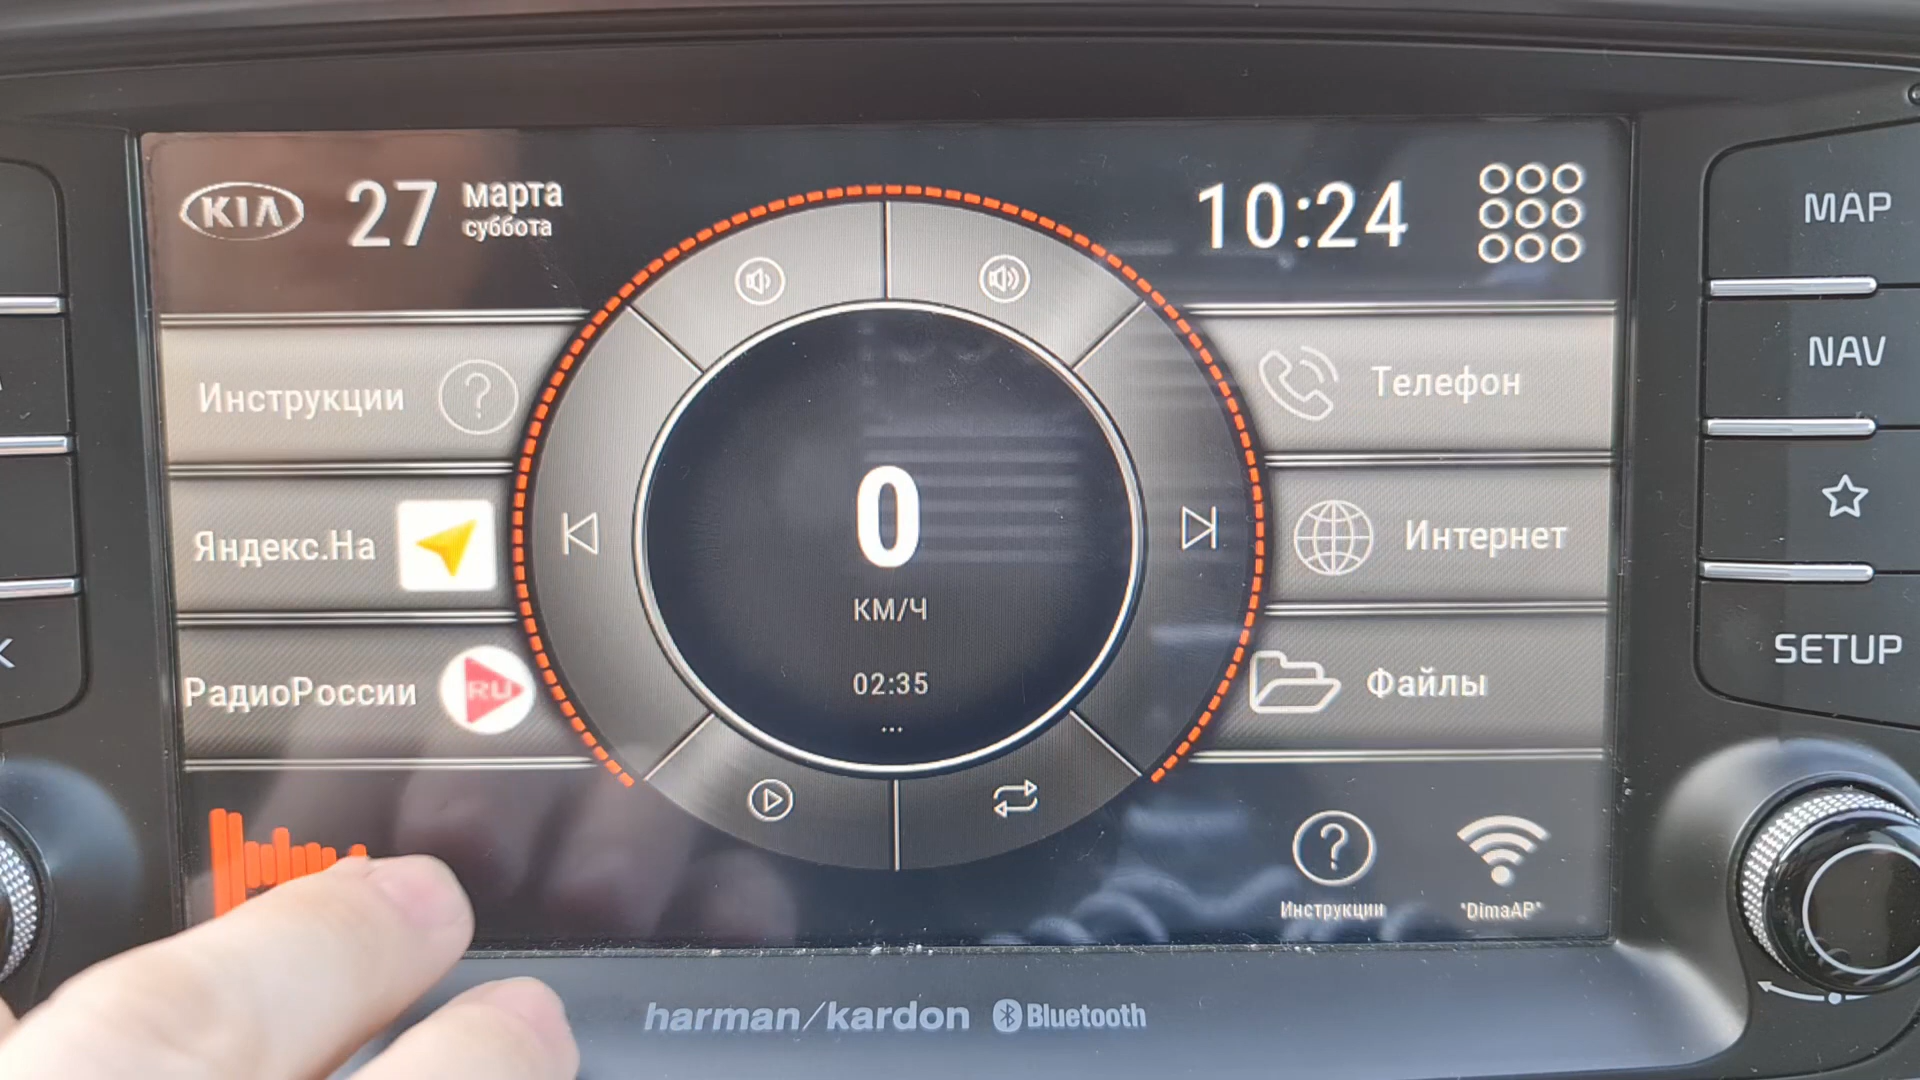 KIA
27
марта
суббота
10:24
MAP
NAV
Инструкции
Телефон
Яндекс.На
0
Интернет
КМ/Ч
SETUP
РадиоРоссии
RU
02:35
...
Файлы
Инструкции
"DimaAP"
harman/kardon
Bluetooth